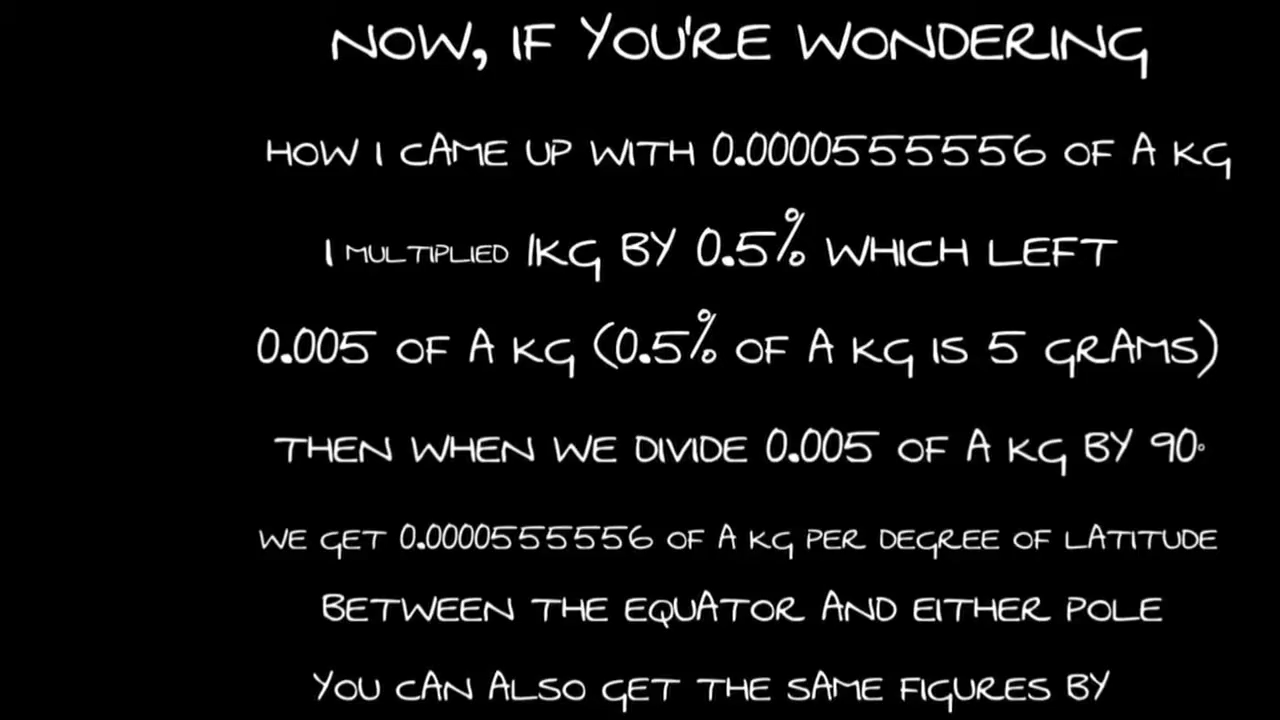 NOW, IF YOU'RE WONDERING
HOW I CAME UP WITH 0.0000555556 OF A KG
I MULTIPLIED 1KG BY 0.5% WHICH LEFT
0.005 OF A KG (0.5% OF A KG IS 5 GRAMS)
THEN WHEN WE DIVIDE 0.005 OF A KG BY 90°
WE GET 0.0000555556 OF A KG PER DEGREE OF LATITUDE
BETWEEN THE EQUATOR AND EITHER POLE
YOU CAN ALSO GET THE SAME FIGURES BY